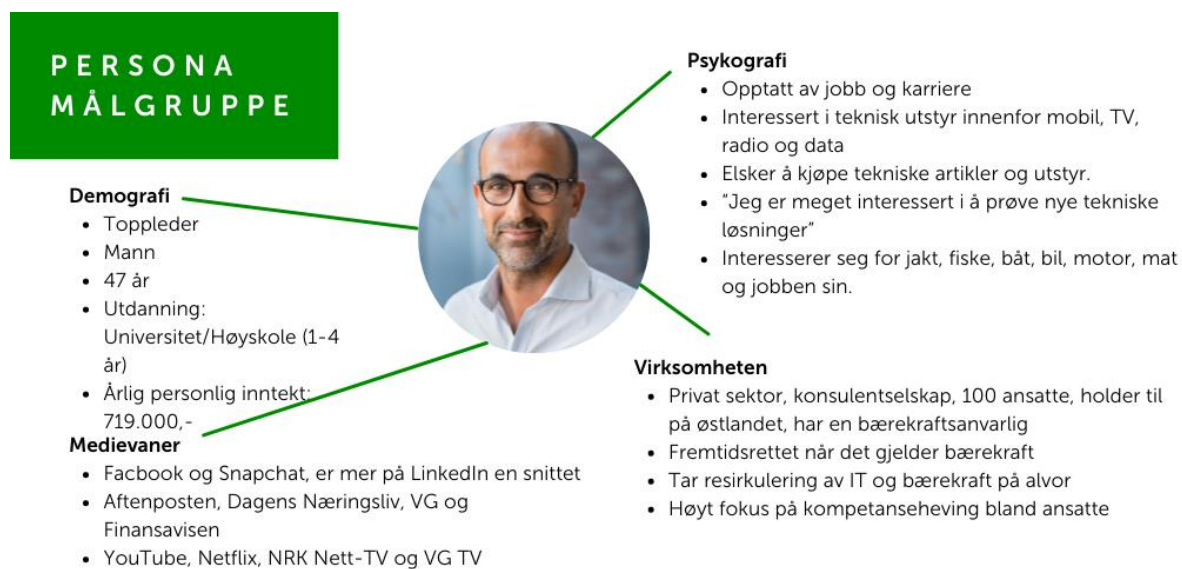 PERSONA
MÅLGRUPPE
Demografi
• Toppleder
• Mann
• 47 år
• Utdanning:
Universitet/Høyskole (1-4
år)
• Årlig personlig inntekt:
719.000,-
Medievaner
• Facbook og Snapchat, er mer på LinkedIn en snittet
• Aftenposten, Dagens Næringsliv, VG og
Finansavisen
• YouTube, Netflix, NRK Nett-TV og VG TV
Psykografi
• Opptatt av jobb og karriere
• Interessert i teknisk utstyr innenfor mobil, TV,
radio og data
• Elsker å kjøpe tekniske artikler og utstyr.
• "Jeg er meget interessert i å prøve nye tekniske
løsninger"
• Interesserer seg for jakt, fiske, båt, bil, motor, mat
og jobben sin.
Virksomheten
• Privat sektor, konsulentselskap, 100 ansatte, holder til
på østlandet, har en bærekraftsanvarlig
• Fremtidsrettet når det gjelder bærekraft
• Tar resirkulering av IT og bærekraft på alvor
• Høyt fokus på kompetanseheving bland ansatte